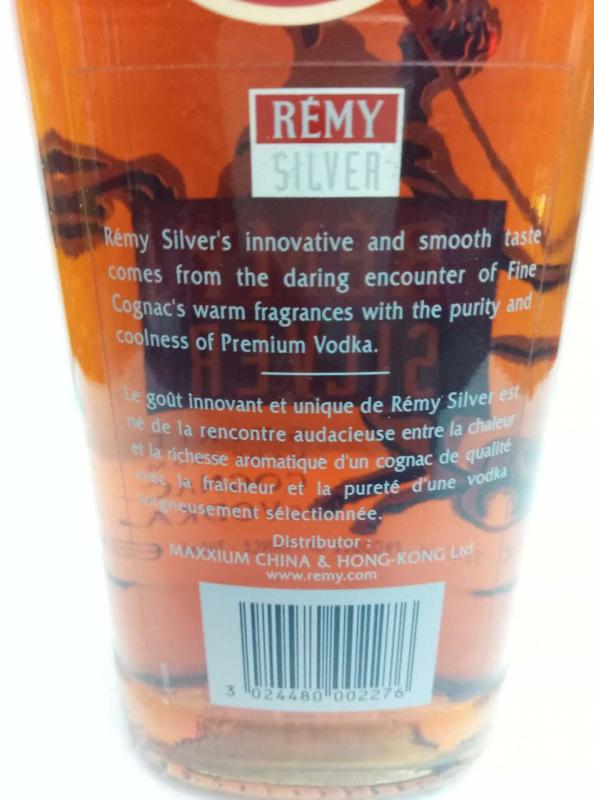 RÉMY
SILVER
Rémy Silver's innovative and smooth taste
comes from the daring encounter of Fine
Cognac's warm fragrances with the purity and
coolness of Premium Vodka.
Le goût innovant et unique de Rémy Silver est
né de la rencontre audacieuse entre la chaleur
et la richesse aromatique d'un cognac de qualité
avec la fraîcheur et la pureté d'une vodka
soigneusement sélectionnée.
Distributor :
MAXXIUM CHINA & HONG-KONG Ltd
www.remy.com
3 024480 002276